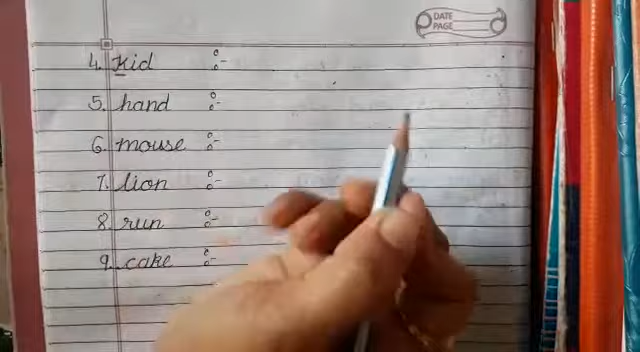 DATE
PAGE
4. kid :-
5. hand :-
6. mouse :-
7. lion :-
8. run :-
9. cake :-